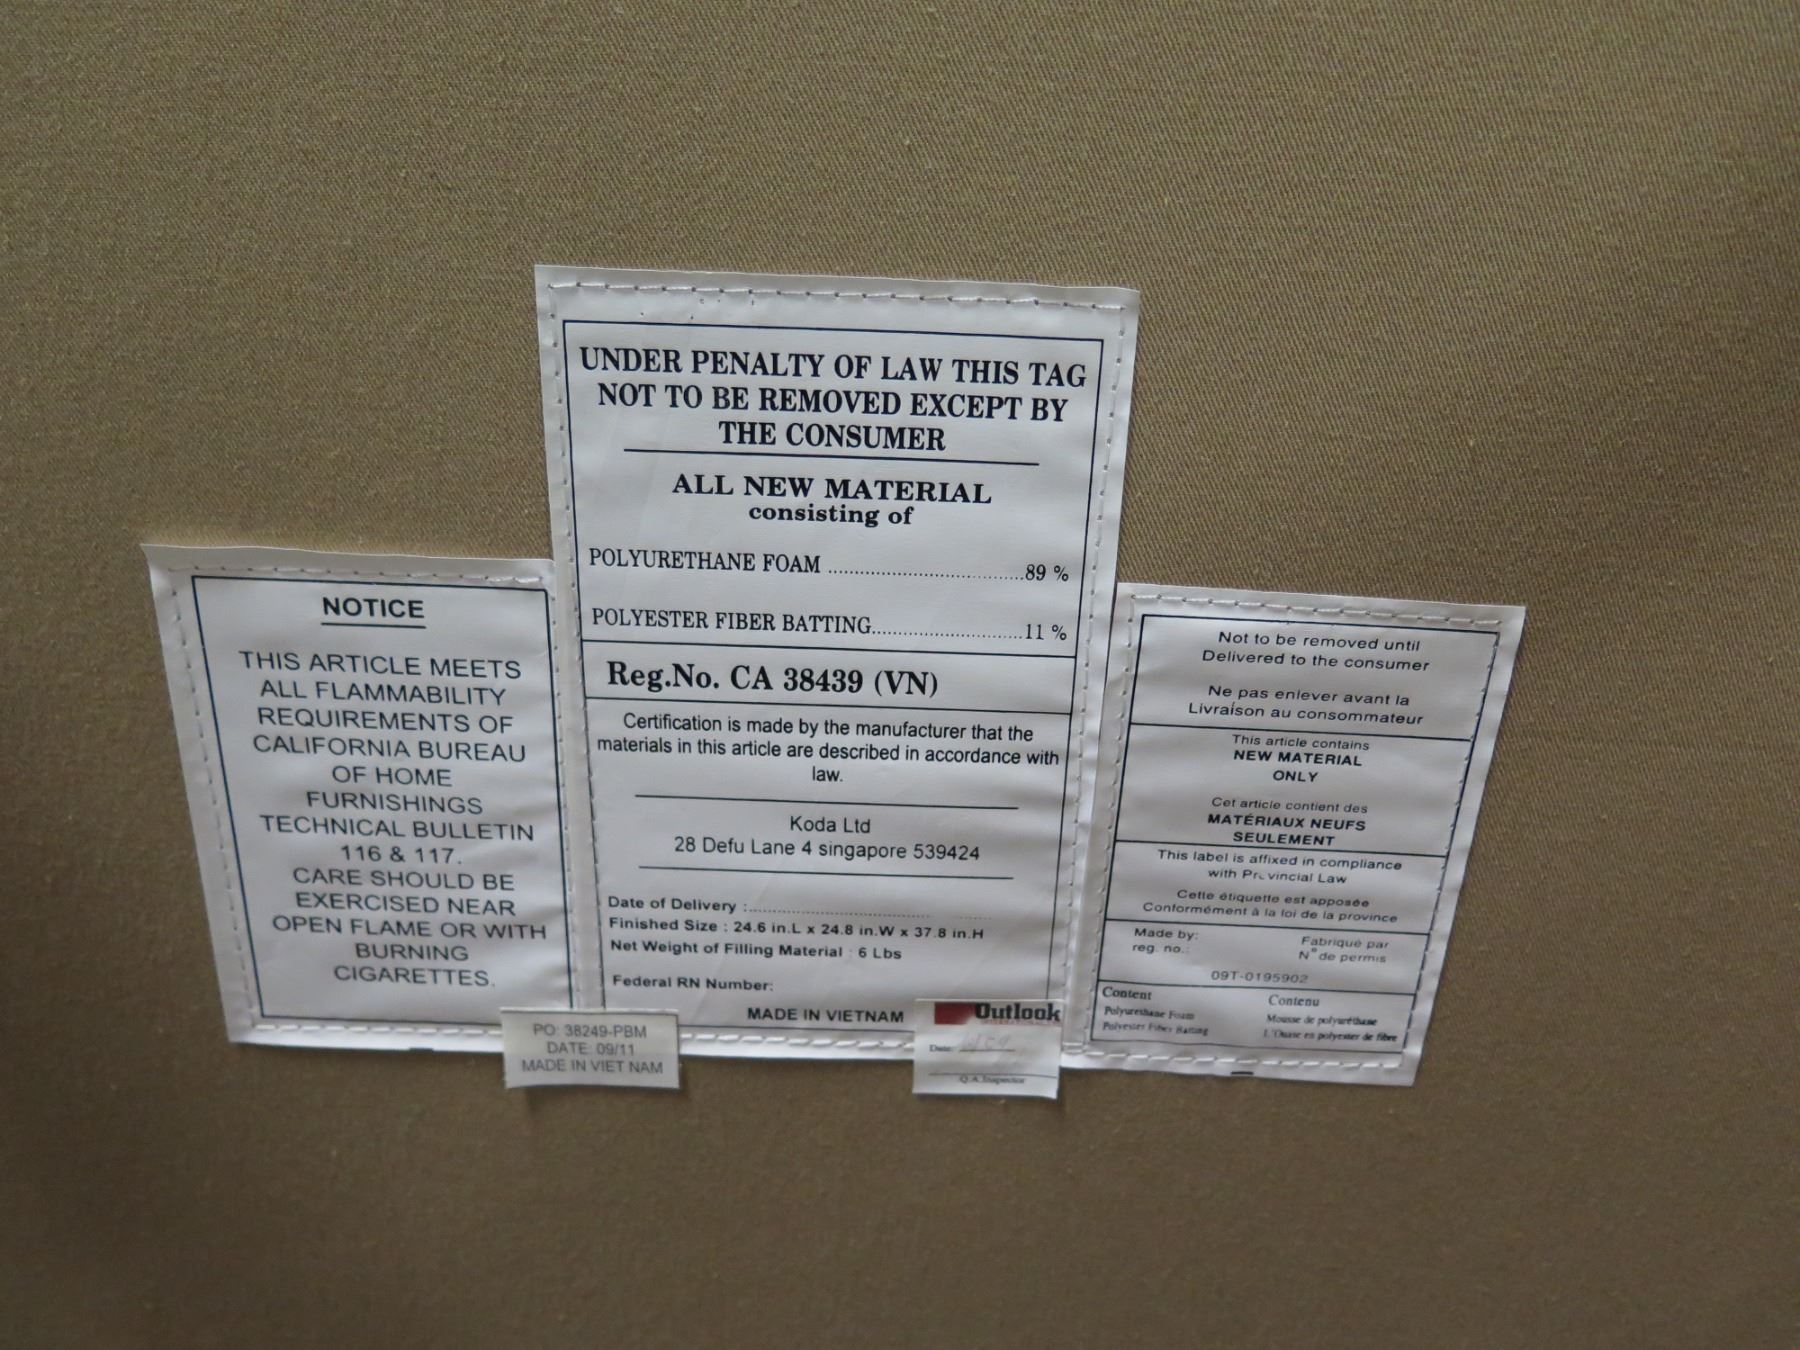 NOTICE
THIS ARTICLE MEETS
ALL FLAMMABILITY
REQUIREMENTS OF
CALIFORNIA BUREAU
OF HOME
FURNISHINGS
TECHNICAL BULLETIN
116 & 117.
CARE SHOULD BE
EXERCISED NEAR
OPEN FLAME OR WITH
BURNING
CIGARETTES.
UNDER PENALTY OF LAW THIS TAG
NOT TO BE REMOVED EXCEPT BY
THE CONSUMER
ALL NEW MATERIAL
consisting of
POLYURETHANE FOAM ..................................89 %
POLYESTER FIBER BATTING..........................11 %
Reg.No. CA 38439 (VN)
Certification is made by the manufacturer that the
materials in this article are described in accordance with
law.
Koda Ltd
28 Defu Lane 4 singapore 539424
Date of Delivery :.................................
Finished Size : 24.6 in.L x 24.8 in.W x 37.8 in.H
Net Weight of Filling Material : 6 Lbs
Federal RN Number:
MADE IN VIETNAM
PO: 38249-PBM
DATE: 09/11
MADE IN VIET NAM
Outlook
Date:
Q.A. Inspector
Not to be removed until
Delivered to the consumer
Ne pas enlever avant la
Livraison au consommateur
This article contains
NEW MATERIAL
ONLY
Cet article contient des
MATÉRIAUX NEUFS
SEULEMENT
This label is affixed in compliance
with Provincial Law
Cette étiquette est apposée
Conformément à la loi de la province
Made by: Fabriqué par
reg. no.: N° de permis
09T-0195902
Content Contenu
Polyurethane Foam Mousse de polyuréthane
Polyester Fiber Batting L'Ouate en polyester de fibre